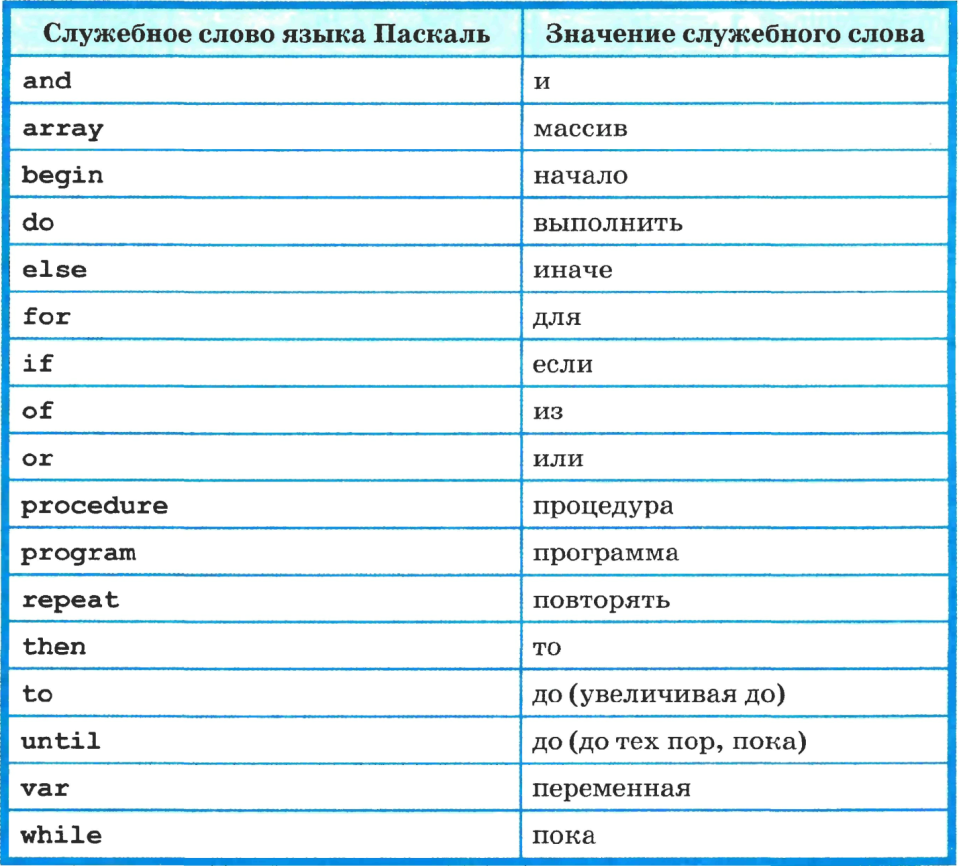 Служебное слово языка Паскаль Значение служебного слова
and и
array массив
begin начало
do выполнить
else иначе
for для
if если
of из
or или
procedure процедура
program программа
repeat повторять
then то
to до (увеличивая до)
until до (до тех пор, пока)
var переменная
while пока